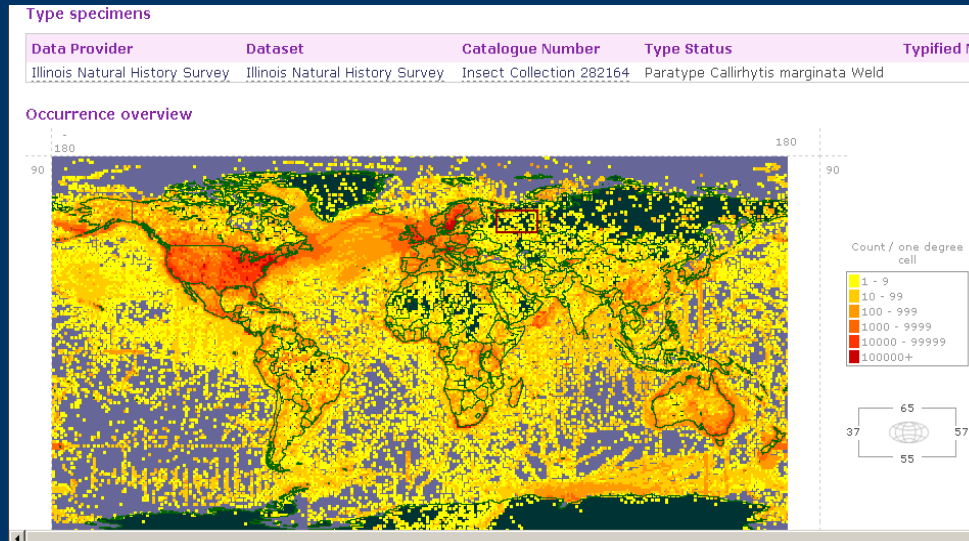 Type specimens
Data Provider Dataset Catalogue Number Type Status Typified N
Illinois Natural History Survey Illinois Natural History Survey Insect Collection 282164 Paratype Callirhytis marginata Weld
Occurrence overview
-
180 180
90 90
Count / one degree
cell
1 - 9
10 - 99
100 - 999
1000 - 9999
10000 - 99999
100000+
65
37 57
55